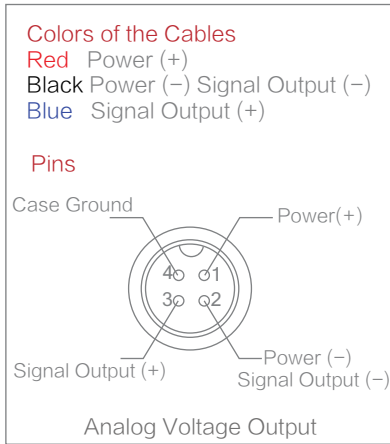 Colors of the Cables
Red Power (+)
Black Power (−) Signal Output (−)
Blue Signal Output (+)
Pins
Case Ground
Power(+)
4 1
3 2
Signal Output (+)
Power (−)
Signal Output (−)
Analog Voltage Output